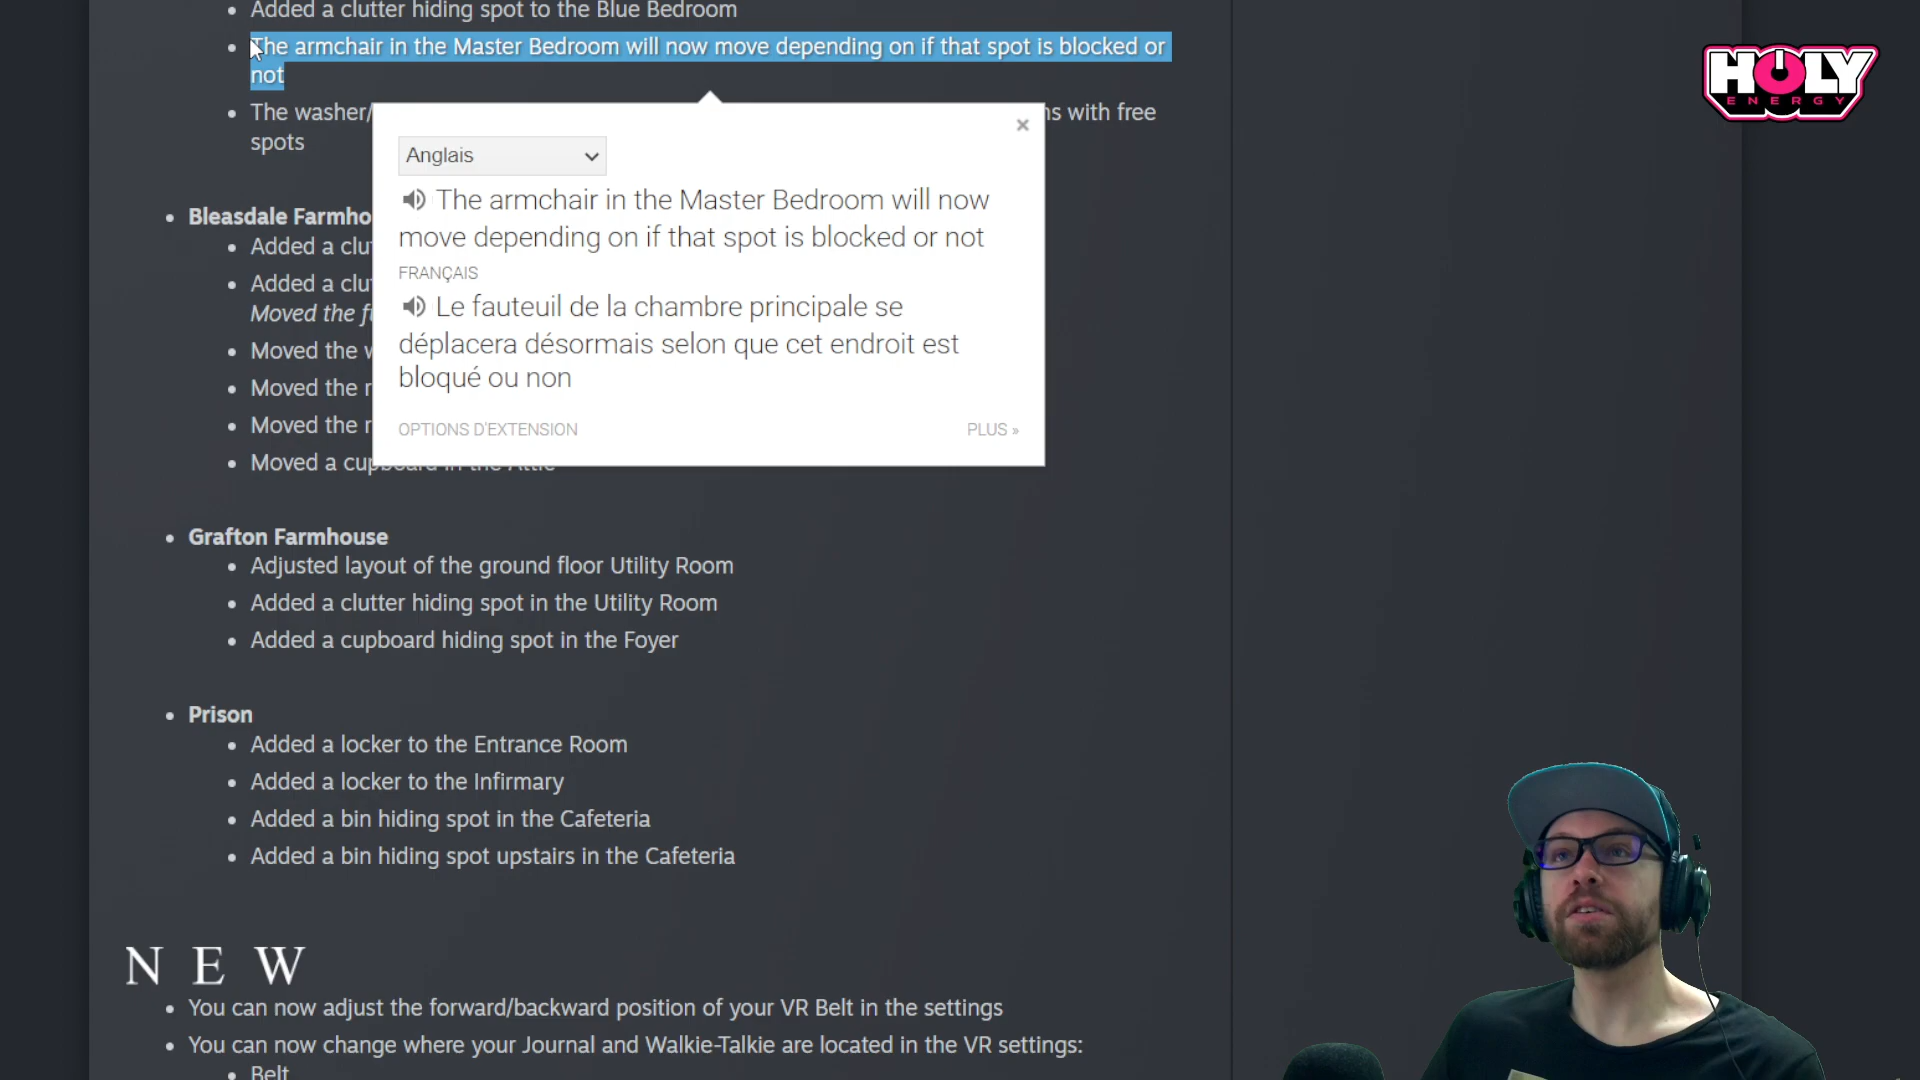 Added a clutter hiding spot to the Blue Bedroom
The armchair in the Master Bedroom will now move depending on if that spot is blocked or
not
The washer/
ns with free
spots
HOLY
ENERGY
×
Anglais
The armchair in the Master Bedroom will now
move depending on if that spot is blocked or not
FRANÇAIS
Le fauteuil de la chambre principale se
déplacera désormais selon que cet endroit est
bloqué ou non
OPTIONS D'EXTENSION
PLUS »
Bleasdale Farmho
Added a clu
Added a clu
Moved the f
Moved the w
Moved the r
Moved the r
Moved a cupboard in the Attic
Grafton Farmhouse
Adjusted layout of the ground floor Utility Room
Added a clutter hiding spot in the Utility Room
Added a cupboard hiding spot in the Foyer
Prison
Added a locker to the Entrance Room
Added a locker to the Infirmary
Added a bin hiding spot in the Cafeteria
Added a bin hiding spot upstairs in the Cafeteria
NEW
You can now adjust the forward/backward position of your VR Belt in the settings
You can now change where your Journal and Walkie-Talkie are located in the VR settings:
Belt